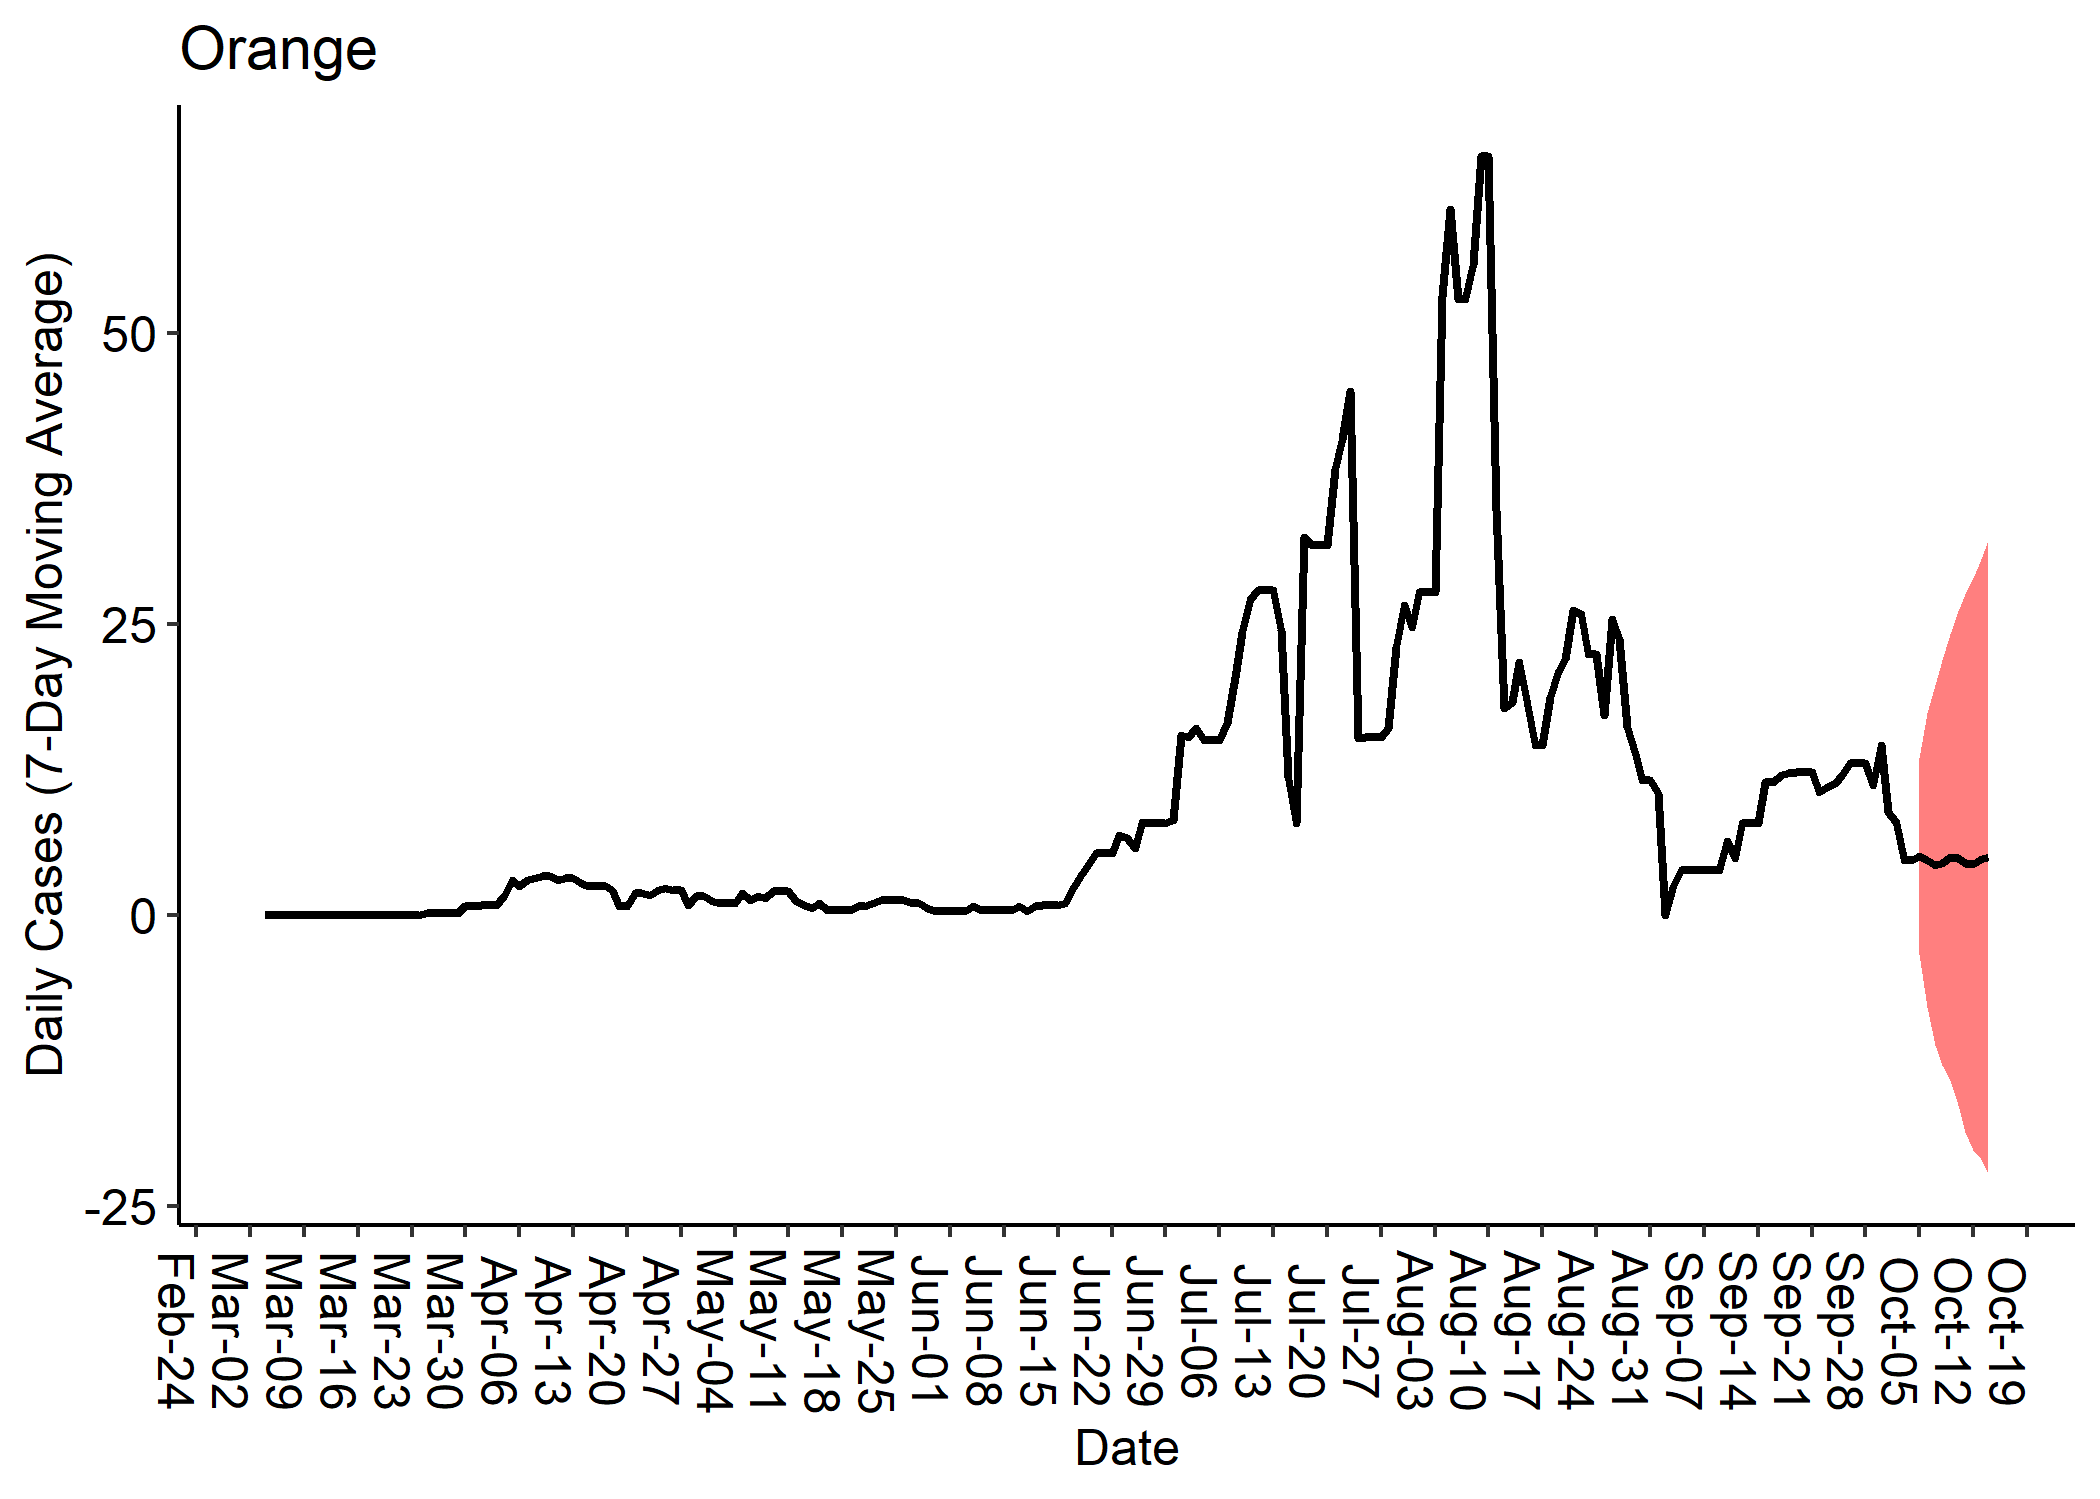 Orange
Daily Cases (7-Day Moving Average)
50
25
0
-25
Feb-24
Mar-02
Mar-09
Mar-16
Mar-23
Mar-30
Apr-06
Apr-13
Apr-20
Apr-27
May-04
May-11
May-18
May-25
Jun-01
Jun-08
Jun-15
Jun-22
Jun-29
Jul-06
Jul-13
Jul-20
Jul-27
Aug-03
Aug-10
Aug-17
Aug-24
Aug-31
Sep-07
Sep-14
Sep-21
Sep-28
Oct-05
Oct-12
Oct-19
Date